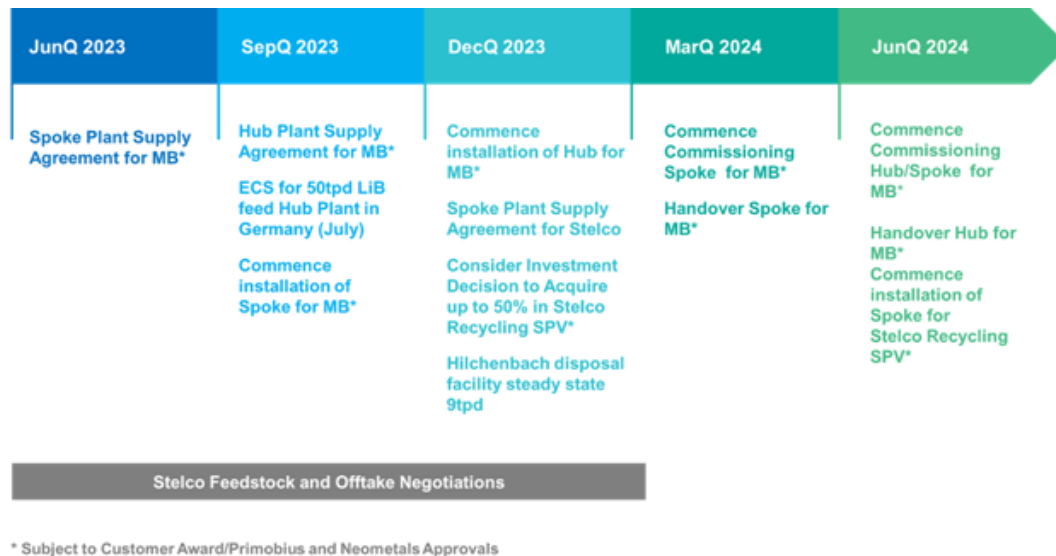 JunQ 2023
SepQ 2023
DecQ 2023
MarQ 2024
JunQ 2024
Spoke Plant Supply
Agreement for MB*
Hub Plant Supply
Agreement for MB*
ECS for 50tpd LiB
feed Hub Plant in
Germany (July)
Commence
installation of
Spoke for MB*
Commence
installation of Hub for
MB*
Spoke Plant Supply
Agreement for Stelco
Consider Investment
Decision to Acquire
up to 50% in Stelco
Recycling SPV*
Hilchenbach disposal
facility steady state
9tpd
Commence
Commissioning
Spoke for MB*
Handover Spoke for
MB*
Commence
Commissioning
Hub/Spoke for
MB*
Handover Hub for
MB*
Commence
installation of
Spoke for
Stelco Recycling
SPV*
Stelco Feedstock and Offtake Negotiations
* Subject to Customer Award/Primobius and Neometals Approvals